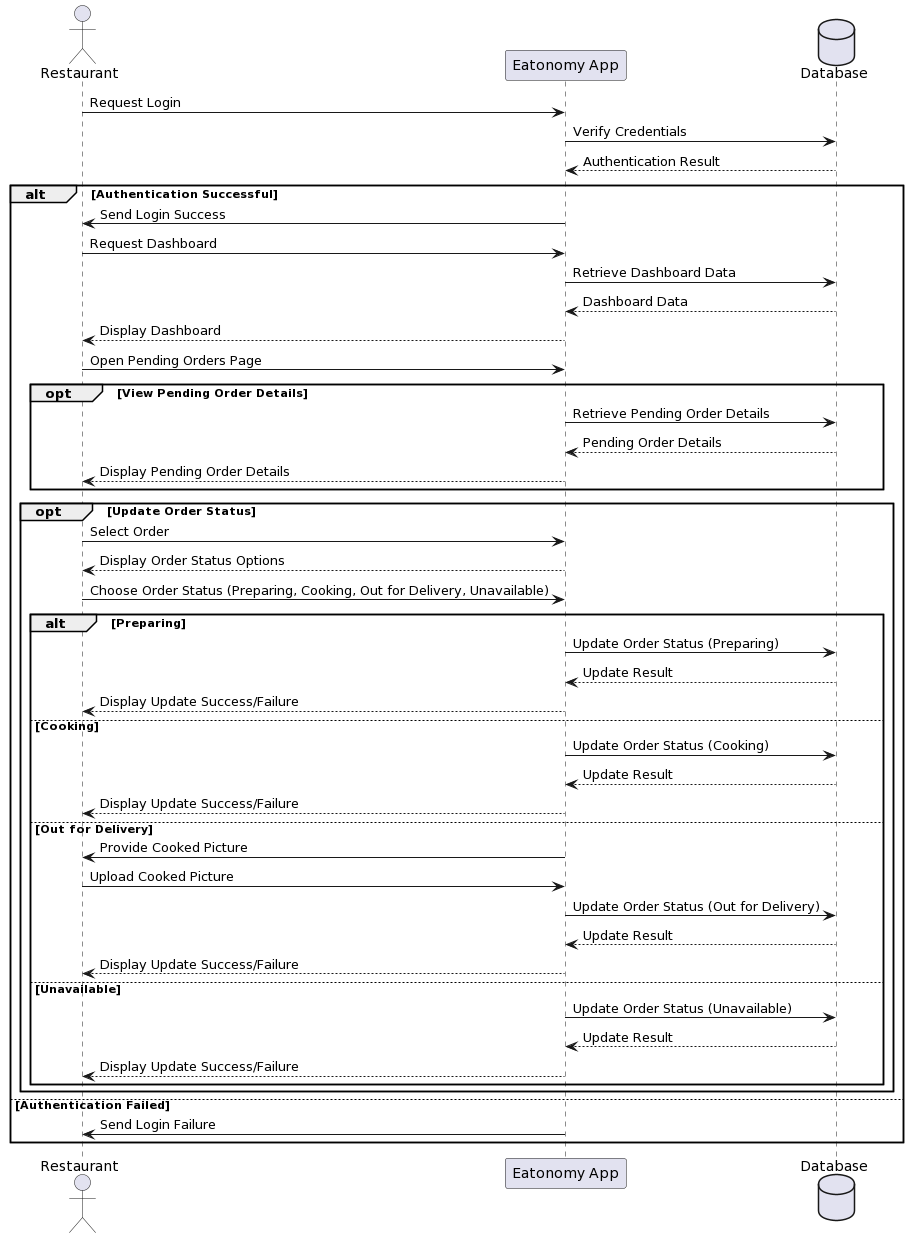 Restaurant
Eatonomy App
Database
Request Login
Verify Credentials
Authentication Result
alt [Authentication Successful]
Send Login Success
Request Dashboard
Retrieve Dashboard Data
Dashboard Data
Display Dashboard
Open Pending Orders Page
opt [View Pending Order Details]
Retrieve Pending Order Details
Pending Order Details
Display Pending Order Details
opt [Update Order Status]
Select Order
Display Order Status Options
Choose Order Status (Preparing, Cooking, Out for Delivery, Unavailable)
alt [Preparing]
Update Order Status (Preparing)
Update Result
Display Update Success/Failure
[Cooking]
Update Order Status (Cooking)
Update Result
Display Update Success/Failure
[Out for Delivery]
Provide Cooked Picture
Upload Cooked Picture
Update Order Status (Out for Delivery)
Update Result
Display Update Success/Failure
[Unavailable]
Update Order Status (Unavailable)
Update Result
Display Update Success/Failure
[Authentication Failed]
Send Login Failure
Restaurant
Eatonomy App
Database